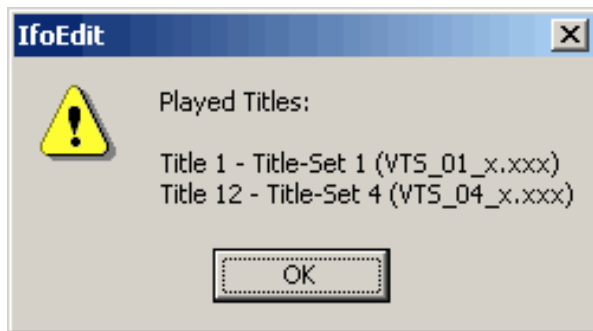 IfoEdit
Played Titles:
Title 1 - Title-Set 1 (VTS_01_x.xxx)
Title 12 - Title-Set 4 (VTS_04_x.xxx)
OK